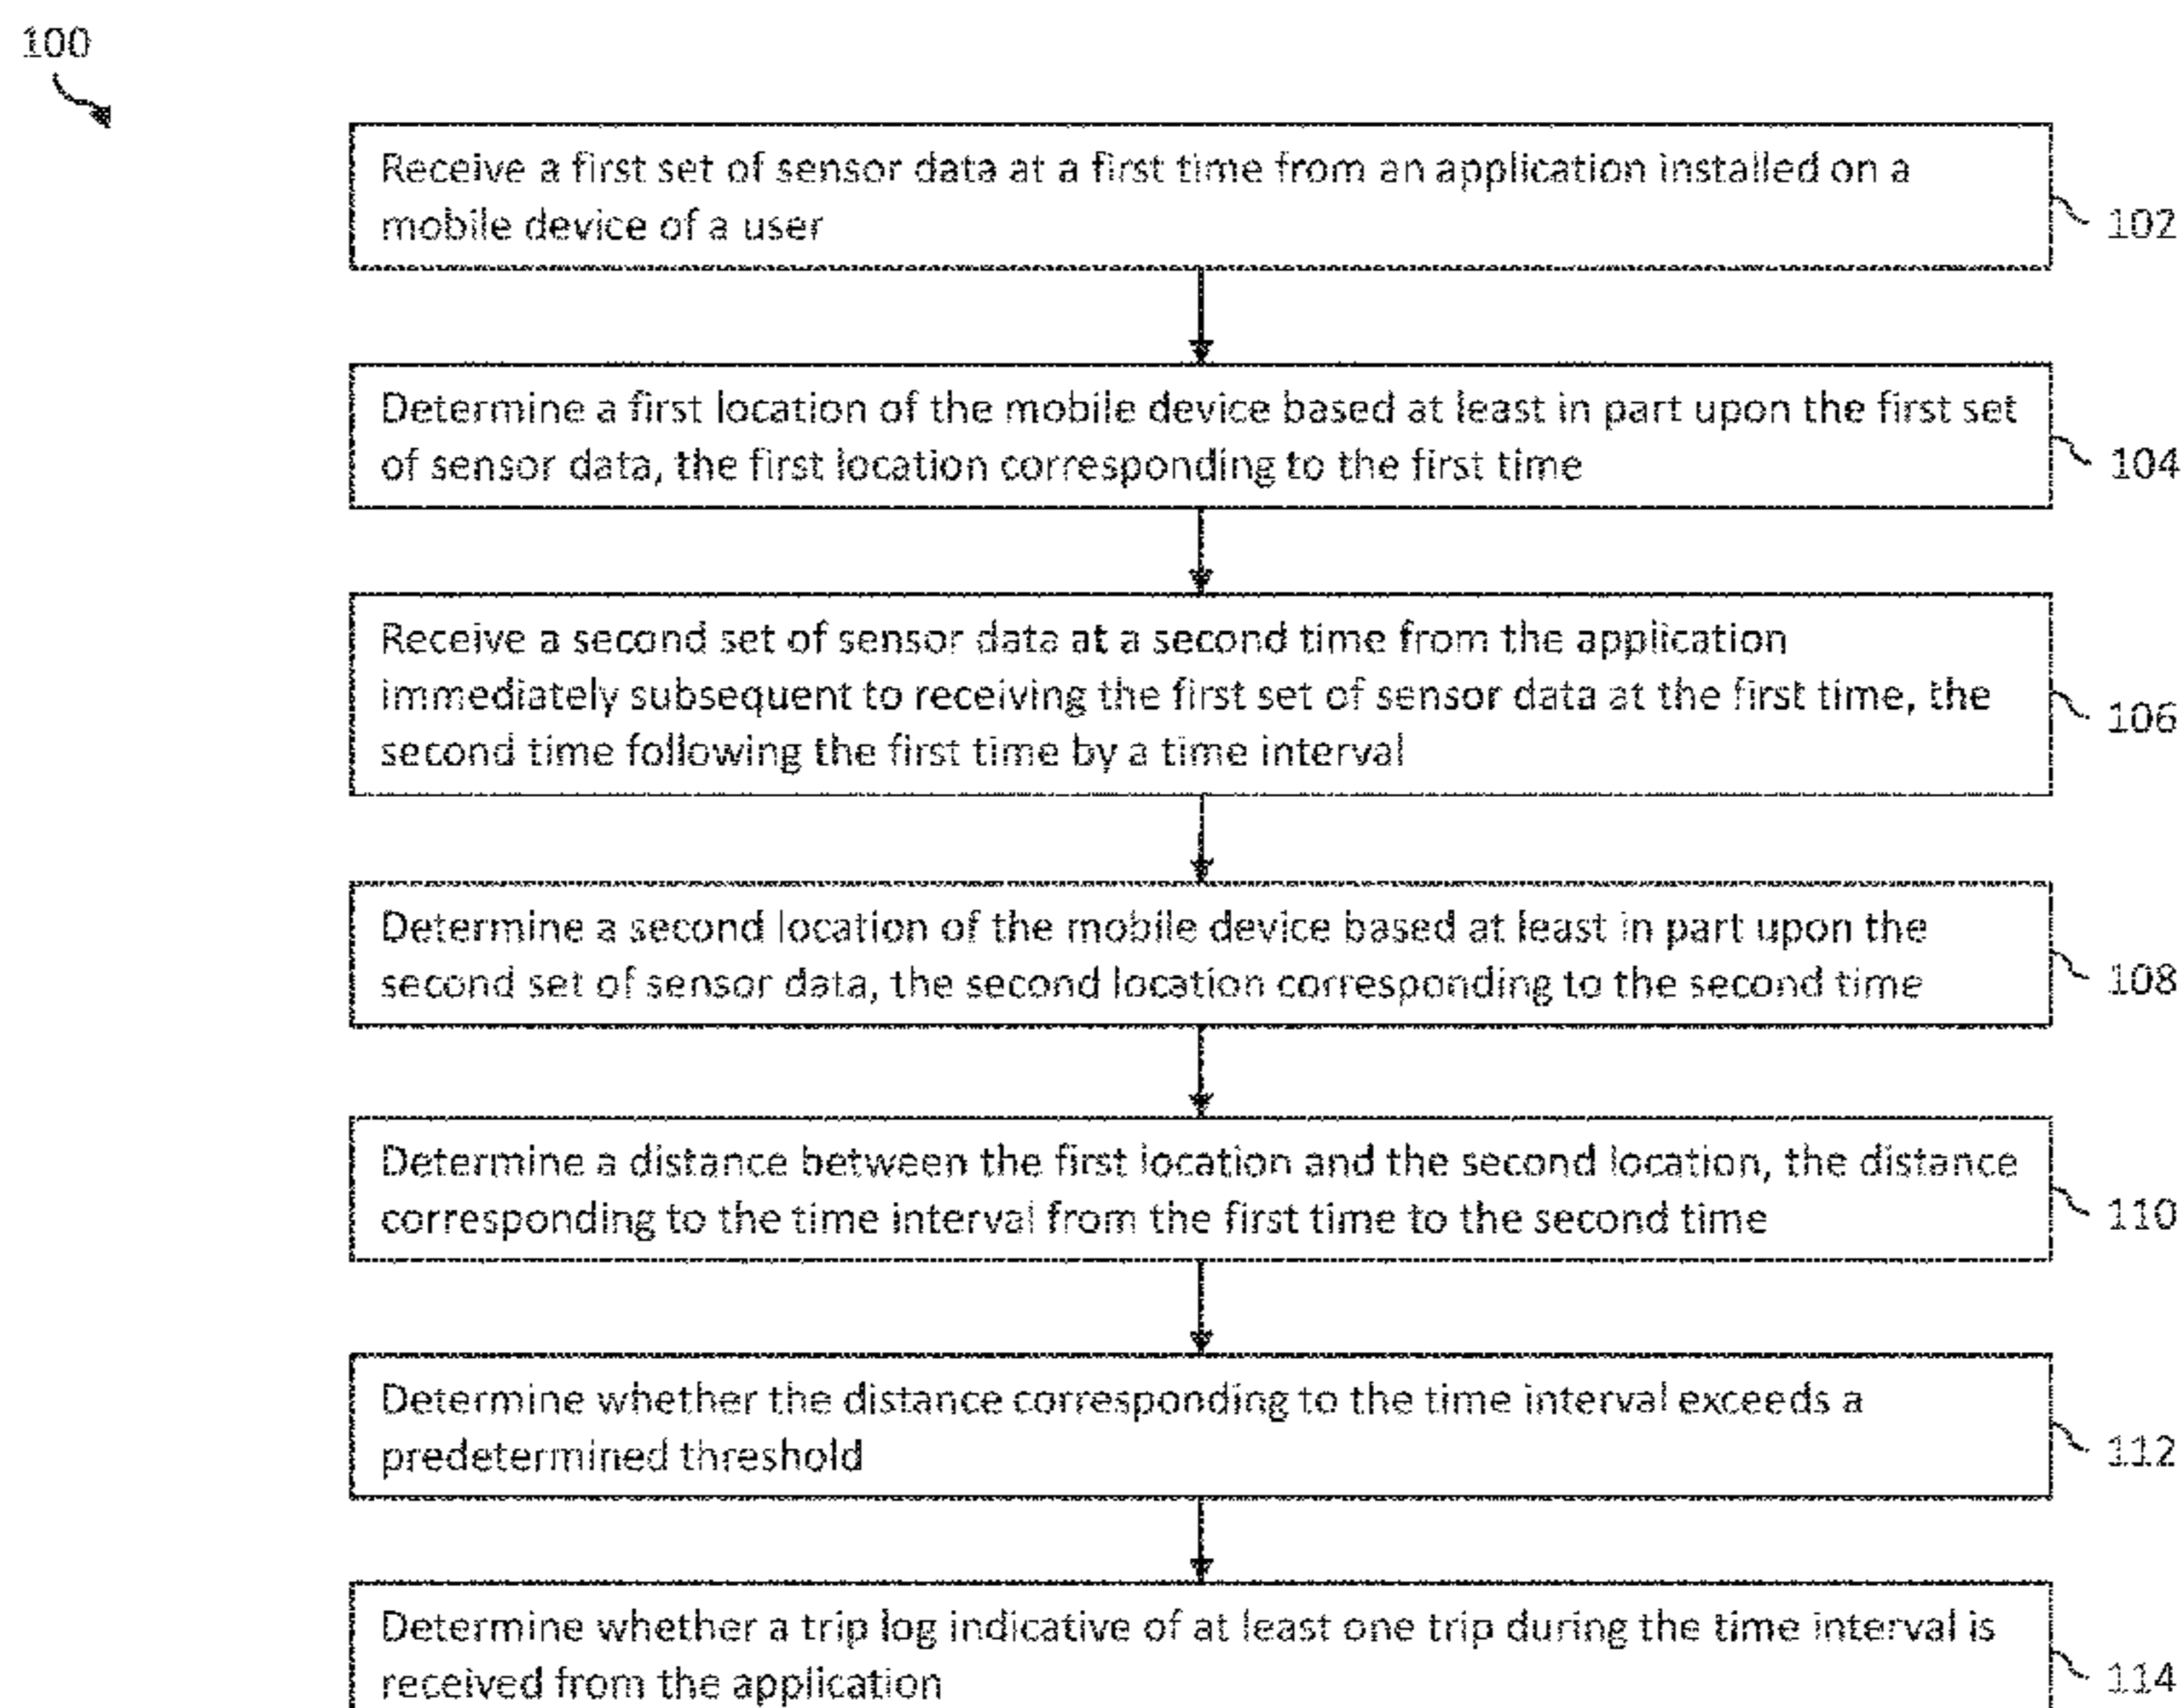 100
Receive a first set of sensor data at a first time from an application installed on a
mobile device of a user
102
Determine a first location of the mobile device based at least in part upon the first set
of sensor data, the first location corresponding to the first time
104
Receive a second set of sensor data at a second time from the application
immediately subsequent to receiving the first set of sensor data at the first time, the
second time following the first time by a time interval
106
Determine a second location of the mobile device based at least in part upon the
second set of sensor data, the second location corresponding to the second time
108
Determine a distance between the first location and the second location, the distance
corresponding to the time interval from the first time to the second time
110
Determine whether the distance corresponding to the time interval exceeds a
predetermined threshold
112
Determine whether a trip log indicative of at least one trip during the time interval is
received from the application
114